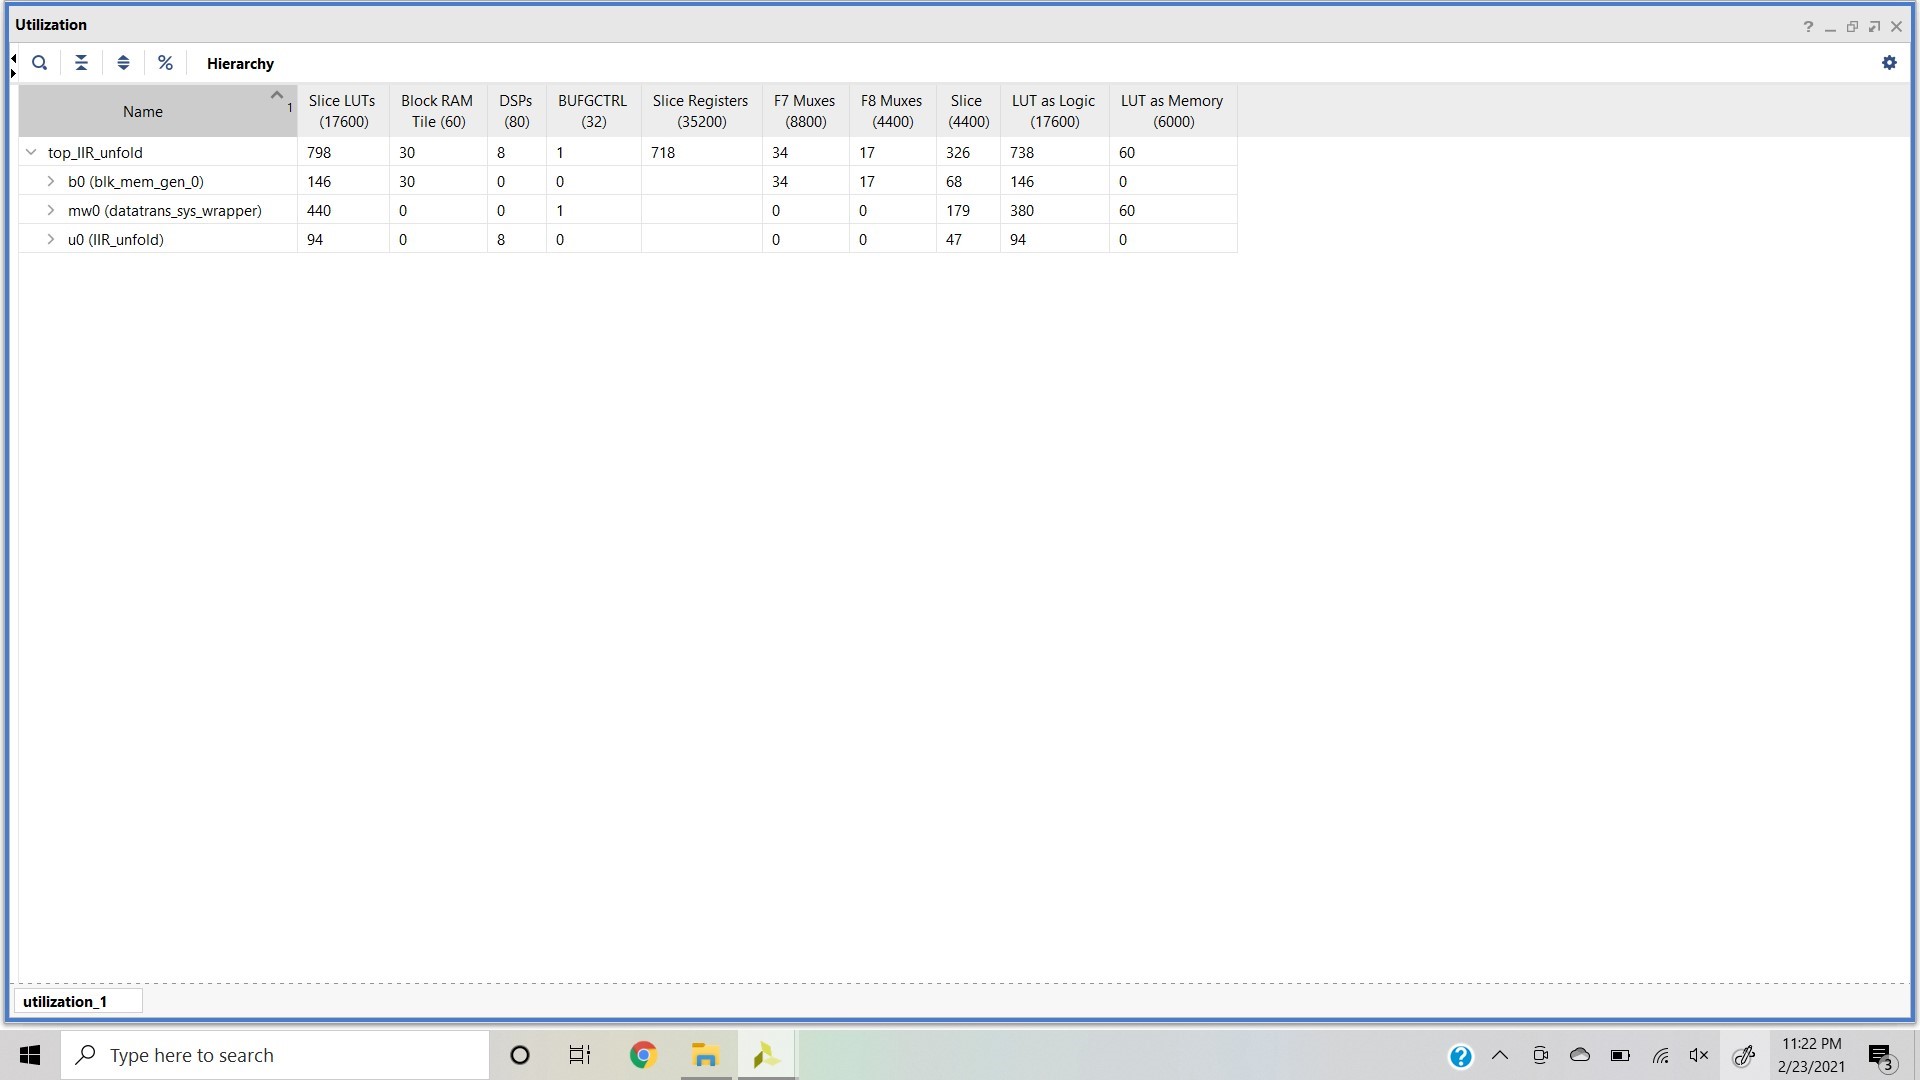 Utilization
Hierarchy
Name 1 Slice LUTs (17600) Block RAM Tile (60) DSPs (80) BUFGCTRL (32) Slice Registers (35200) F7 Muxes (8800) F8 Muxes (4400) Slice (4400) LUT as Logic (17600) LUT as Memory (6000)
top_IIR_unfold 798 30 8 1 718 34 17 326 738 60
b0 (blk_mem_gen_0) 146 30 0 0 34 17 68 146 0
mw0 (datatrans_sys_wrapper) 440 0 0 1 0 0 179 380 60
u0 (IIR_unfold) 94 0 8 0 0 0 47 94 0
utilization_1
Type here to search
11:22 PM
2/23/2021
3